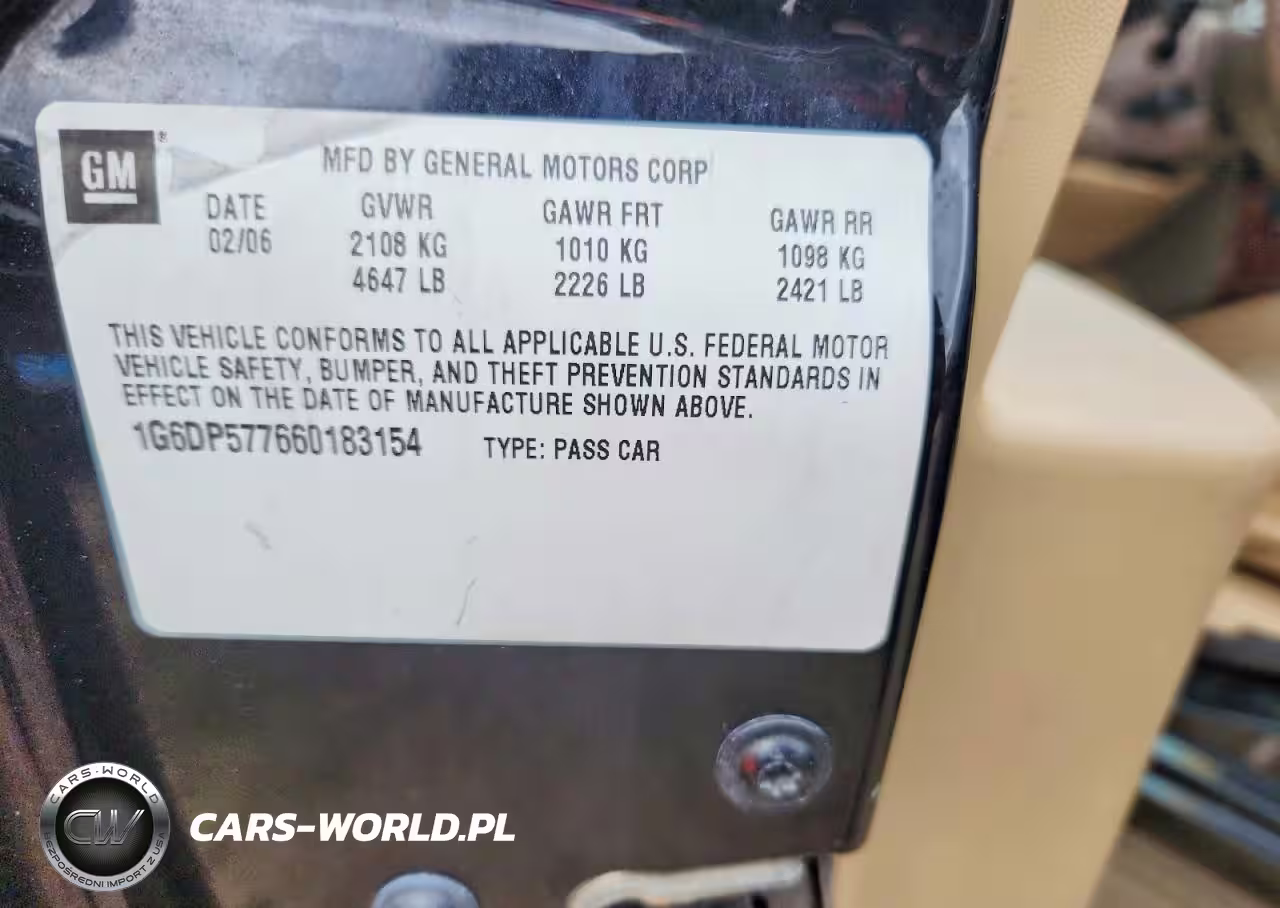 GM®
MFD BY GENERAL MOTORS CORP
DATE GVWR GAWR FRT GAWR RR
02/06 2108 KG 1010 KG 1098 KG
4647 LB 2226 LB 2421 LB
THIS VEHICLE CONFORMS TO ALL APPLICABLE U.S. FEDERAL MOTOR
VEHICLE SAFETY, BUMPER, AND THEFT PREVENTION STANDARDS IN
EFFECT ON THE DATE OF MANUFACTURE SHOWN ABOVE.
1G6DP577660183154 TYPE: PASS CAR
CARS-WORLD
CW
BEZPOŚREDNI IMPORT Z USA
CARS-WORLD.PL